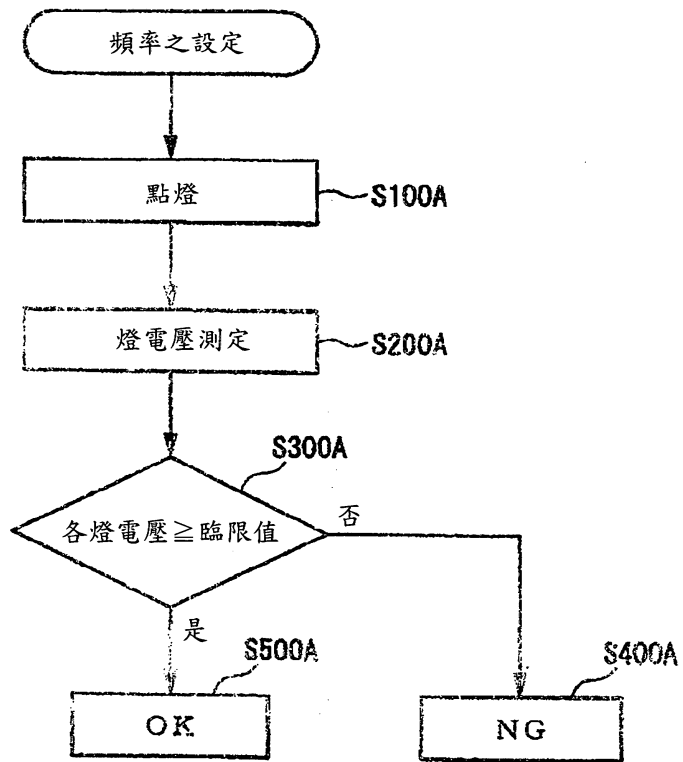 頻率之設定
點燈
S100A
燈電壓測定
S200A
S300A
各燈電壓≧臨限值
否
是
S500A
S400A
OK
NG